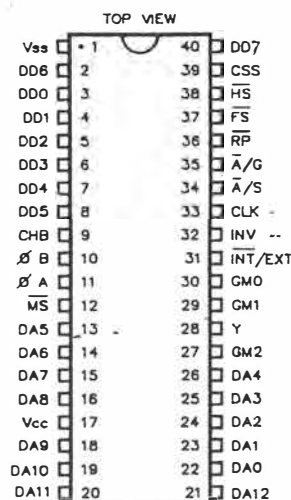 TOP VIEW
Vss 1 40 DD7
DD6 2 39 CSS
DD0 3 38 HS
DD1 4 37 FS
DD2 5 36 RP
DD3 6 35 A/G
DD4 7 34 A/S
DD5 8 33 CLK
CHB 9 32 INV
Ø B 10 31 INT/EXT
Ø A 11 30 GM0
MS 12 29 GM1
DA5 13 28 Y
DA6 14 27 GM2
DA7 15 26 DA4
DA8 16 25 DA3
Vcc 17 24 DA2
DA9 18 23 DA1
DA10 19 22 DA0
DA11 20 21 DA12